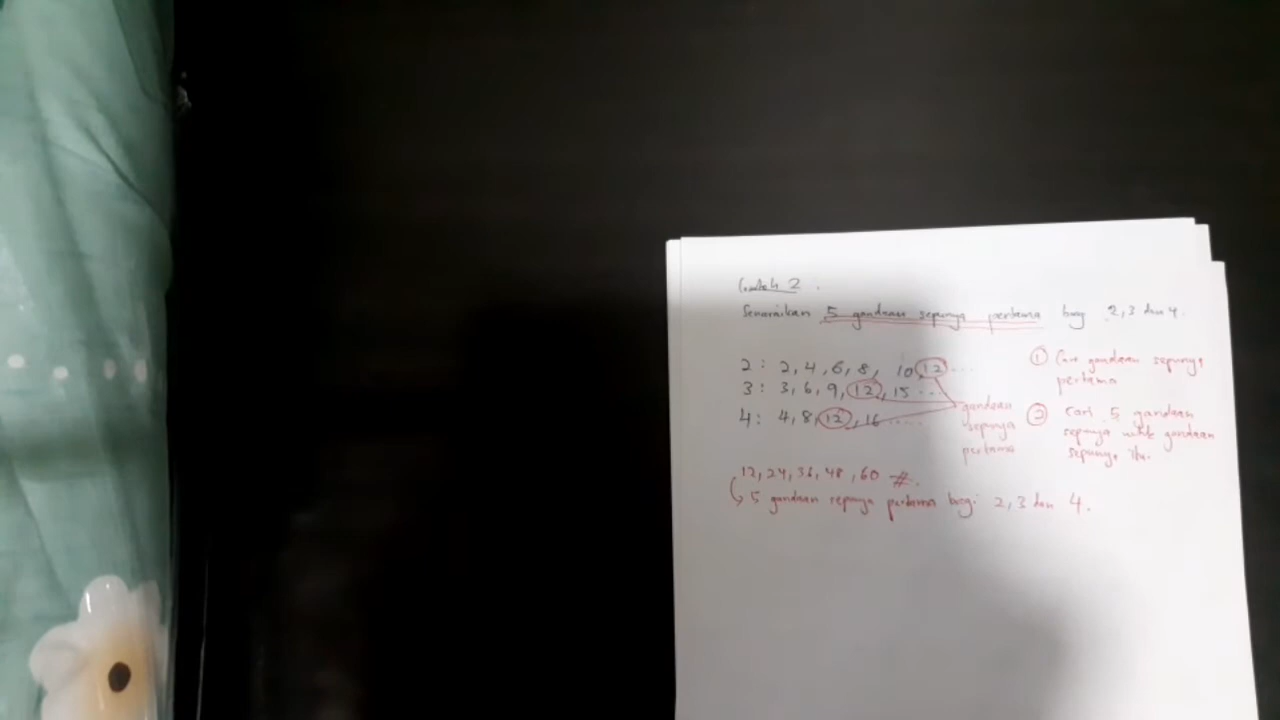 Contoh 2.
Senaraikan 5 gandaan sepunya pertama bagi 2, 3 dan 4.
2: 2, 4, 6, 8, 10, 12 ...
3: 3, 6, 9, 12, 15 ...
4: 4, 8, 12, 16 .....
gandaan
sepunya
pertama
① Cari gandaan sepunya
pertama
② Cari 5 gandaan
sepunya untuk gandaan
sepunya itu.
12, 24, 36, 48, 60 #.
5 gandaan sepunya pertama bagi 2, 3 dan 4.